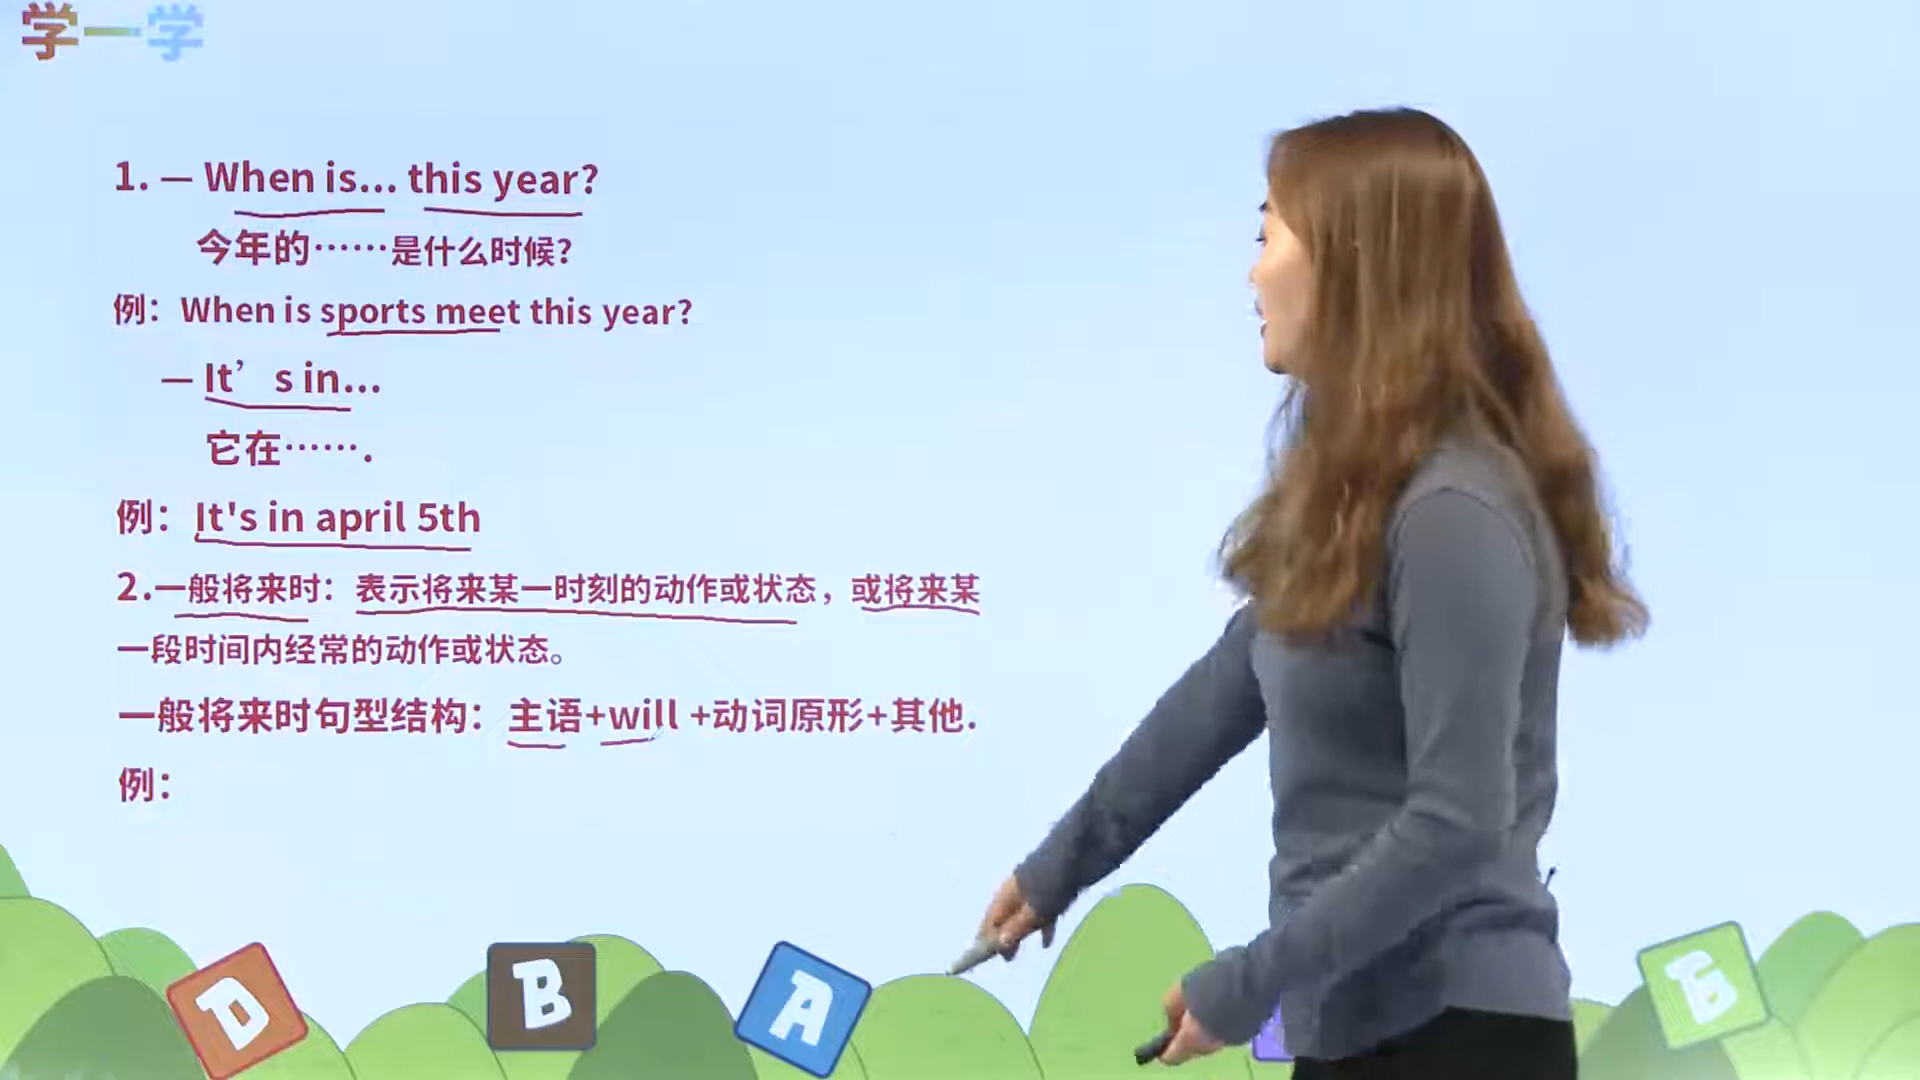 学一学
1. — When is... this year?
今年的……是什么时候?
例：When is sports meet this year?
— It’s in...
它在…….
例：It's in april 5th
2.一般将来时：表示将来某一时刻的动作或状态，或将来某
一段时间内经常的动作或状态。
一般将来时句型结构：主语+will +动词原形+其他.
例：
D B A